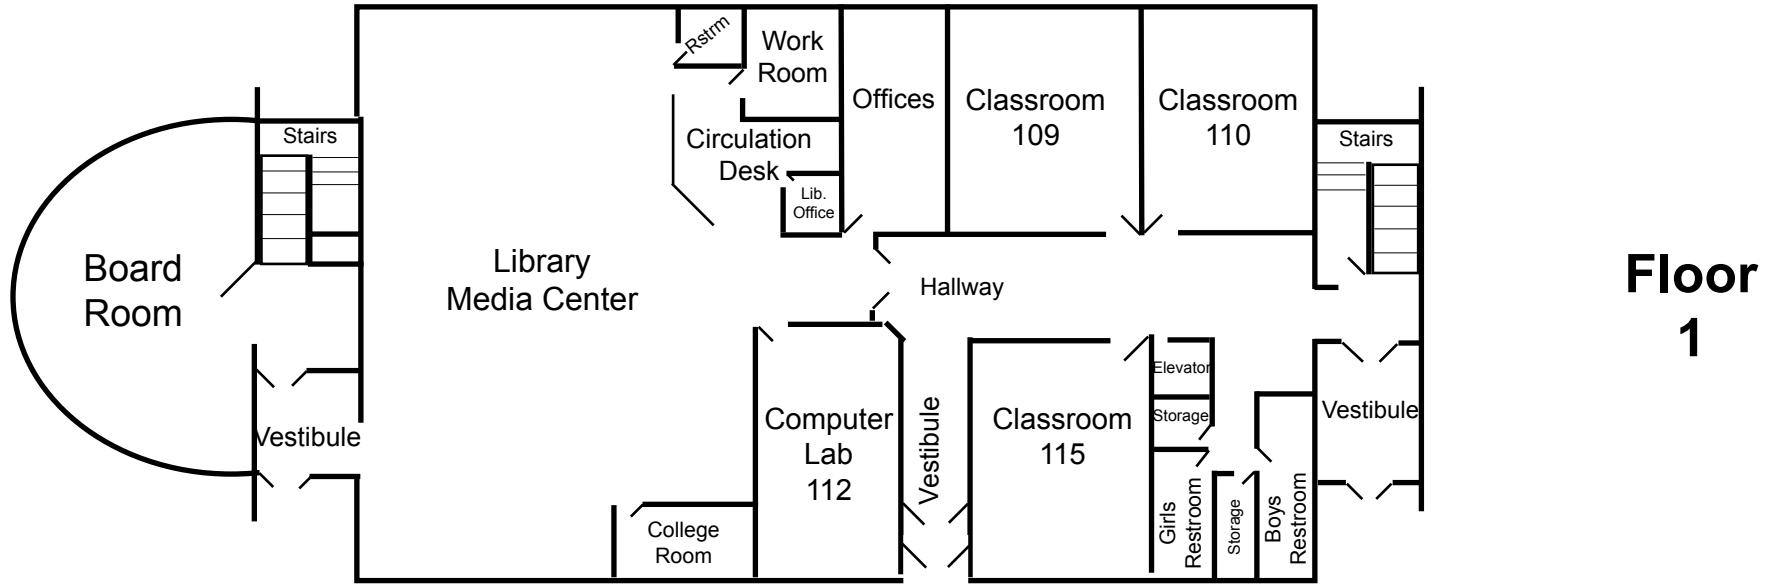 Rstrm
Work
Room
Offices
Classroom
109
Classroom
110
Stairs
Stairs
Circulation
Desk
Lib.
Office
Board
Room
Library
Media Center
Hallway
Floor
1
Elevator
Storage
Vestibule
Computer
Lab
112
Vestibule
Classroom
115
Vestibule
College
Room
Girls
Restroom
Storage
Boys
Restroom